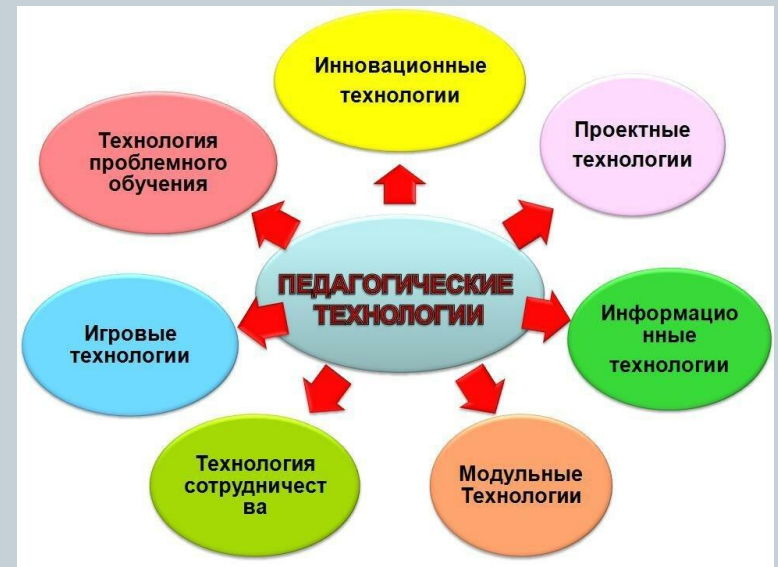 Инновационные
технологии
Проектные
технологии
Технология
проблемного
обучения
ПЕДАГОГИЧЕСКИЕ
ТЕХНОЛОГИИ
Игровые
технологии
Информацио
нные
технологии
Технология
сотрудничест
ва
Модульные
Технологии